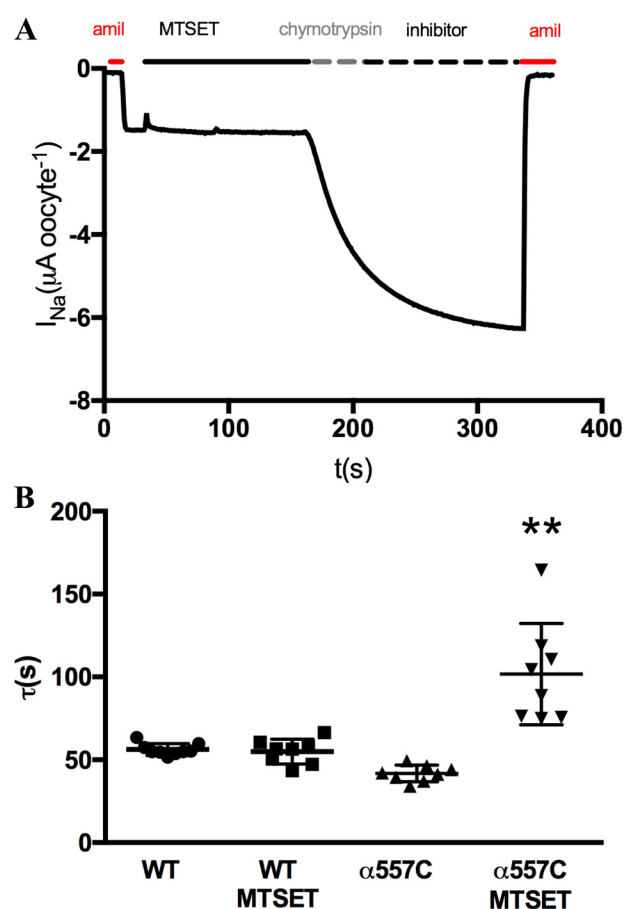 A
amil MTSET chymotrypsin inhibitor amil
0
-2
-4
-6
-8
I_Na(μA oocyte⁻¹)
0 100 200 300 400
t(s)
B
200
150
100
50
0
τ(s)
**
WT WT MTSET α557C α557C MTSET